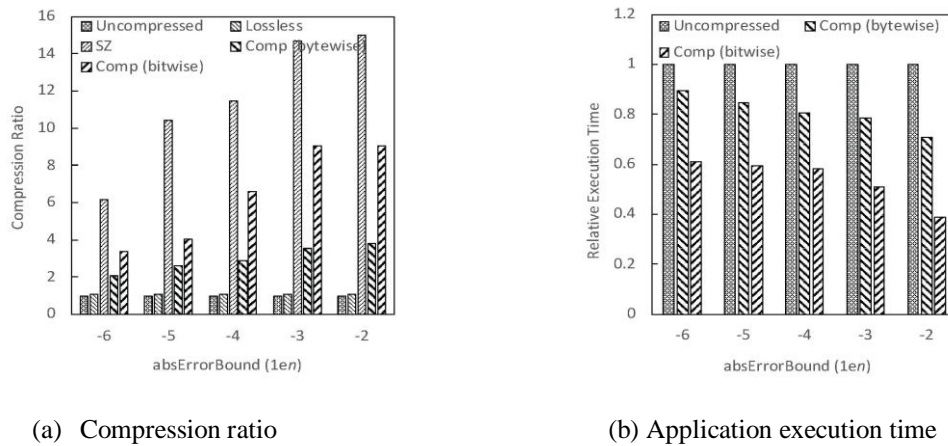 Uncompressed Lossless
SZ Comp (bytewise)
Comp (bitwise)
16
14
12
10
8
6
4
2
0
Compression Ratio
-6 -5 -4 -3 -2
absErrorBound (1en)
(a) Compression ratio
Uncompressed Comp (bytewise)
Comp (bitwise)
1.2
1
0.8
0.6
0.4
0.2
0
Relative Execution Time
-6 -5 -4 -3 -2
absErrorBound (1en)
(b) Application execution time